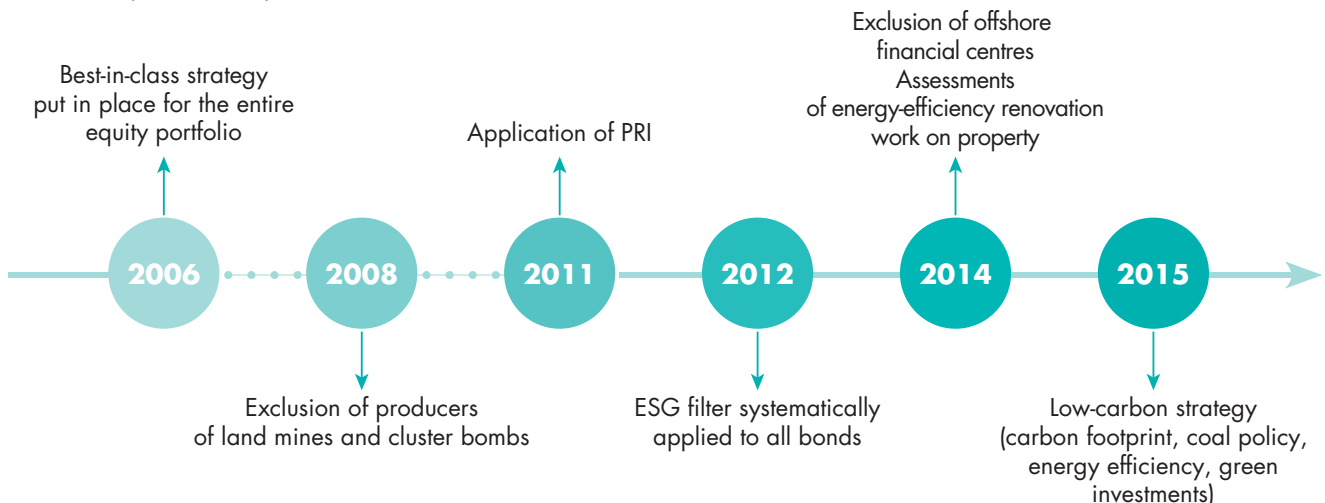 Best-in-class strategy
put in place for the entire
equity portfolio
Application of PRI
Exclusion of offshore
financial centres
Assessments
of energy-efficiency renovation
work on property
2006
2008
2011
2012
2014
2015
Exclusion of producers
of land mines and cluster bombs
ESG filter systematically
applied to all bonds
Low-carbon strategy
(carbon footprint, coal policy,
energy efficiency, green
investments)